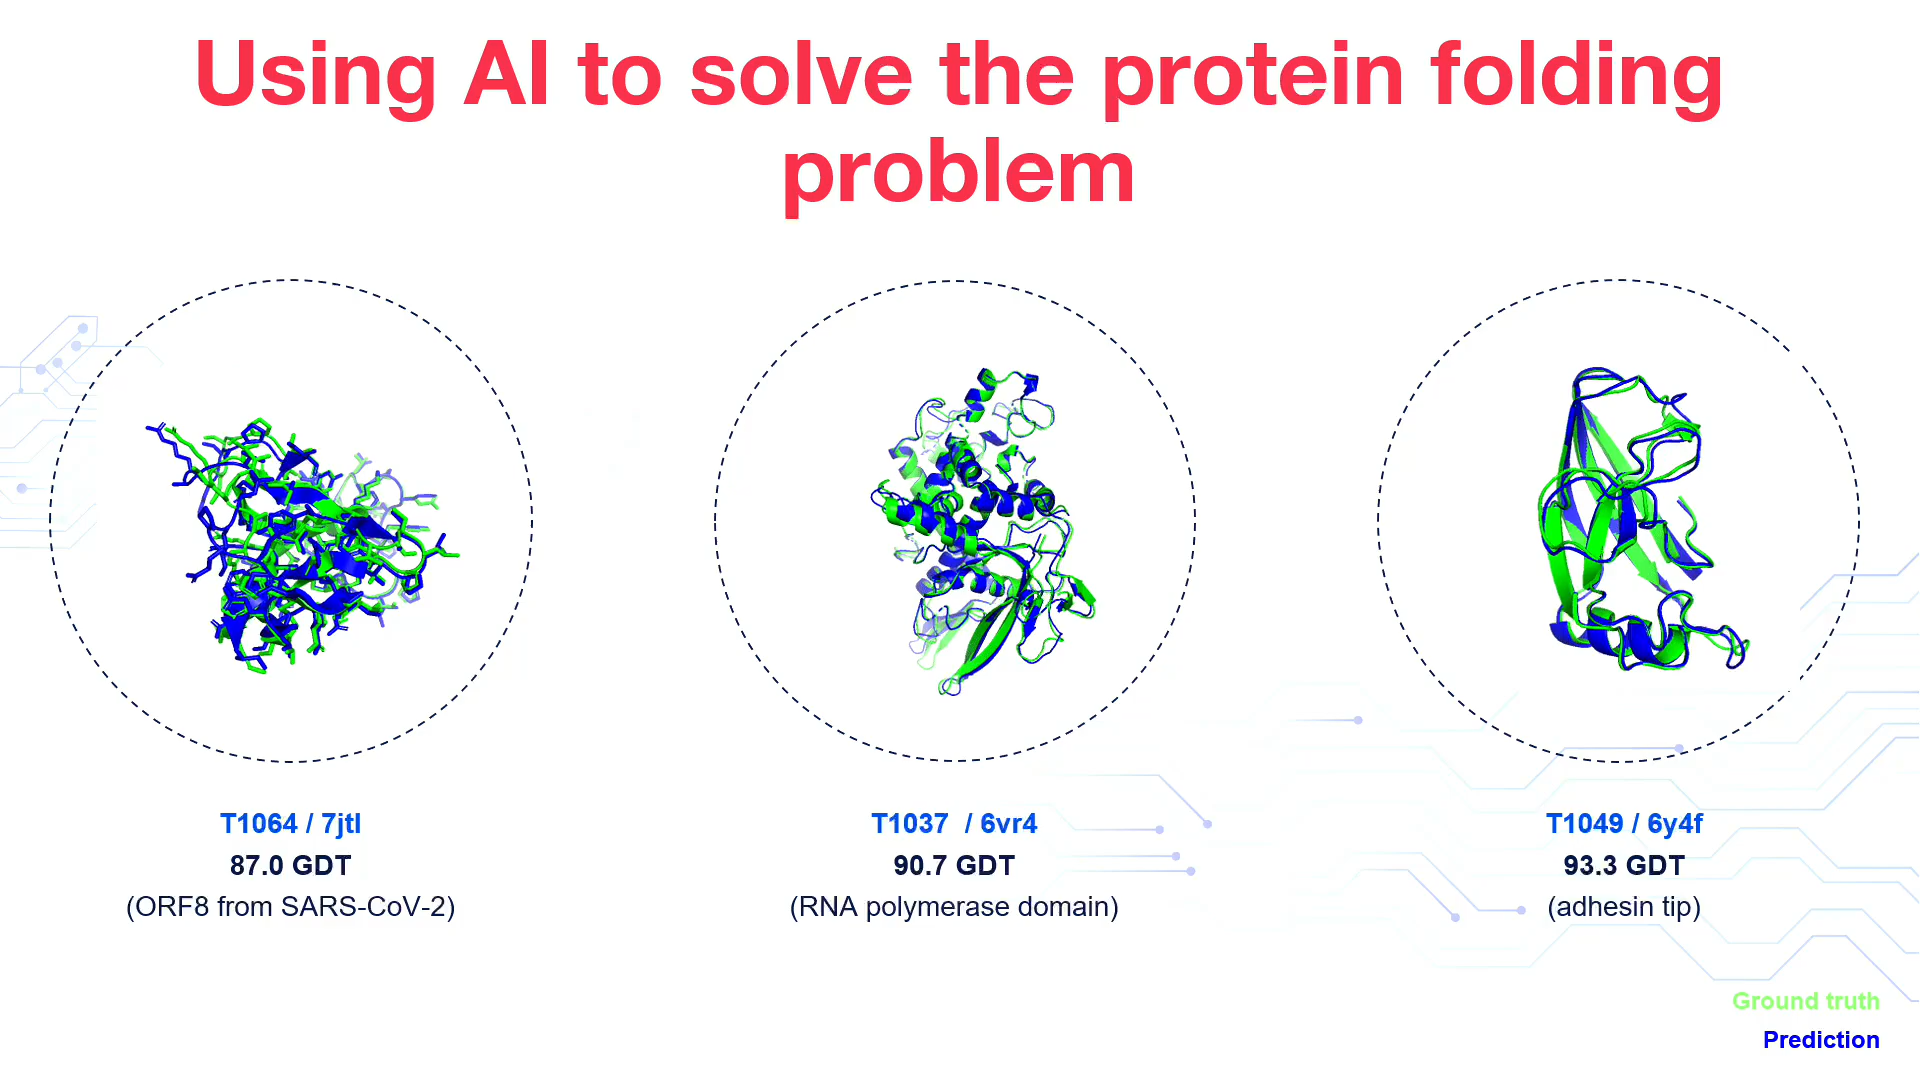 Using AI to solve the protein folding
problem
T1064 / 7jtl
87.0 GDT
(ORF8 from SARS-CoV-2)
T1037 / 6vr4
90.7 GDT
(RNA polymerase domain)
T1049 / 6y4f
93.3 GDT
(adhesin tip)
Ground truth
Prediction